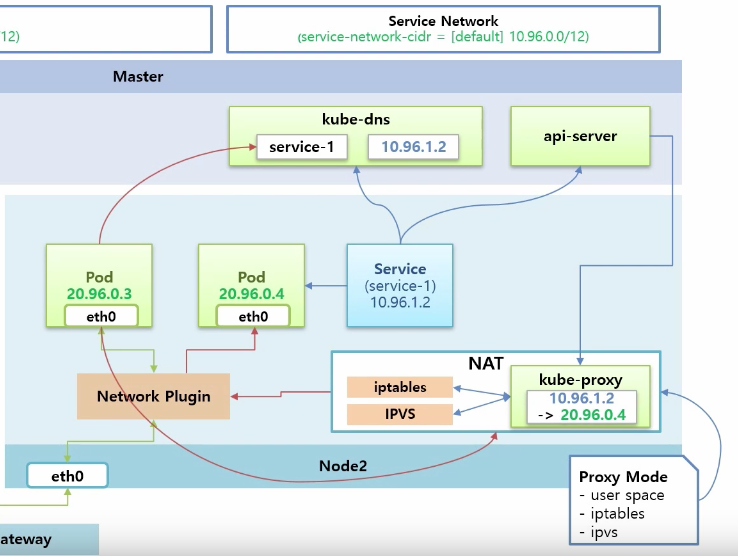 Service Network
12)
(service-network-cidr = [default] 10.96.0.0/12)
Master
kube-dns
service-1
10.96.1.2
api-server
Pod
20.96.0.3
eth0
Pod
20.96.0.4
eth0
Service
(service-1)
10.96.1.2
NAT
iptables
IPVS
kube-proxy
10.96.1.2
-> 20.96.0.4
Network Plugin
Node2
eth0
Proxy Mode
- user space
- iptables
- ipvs
ateway